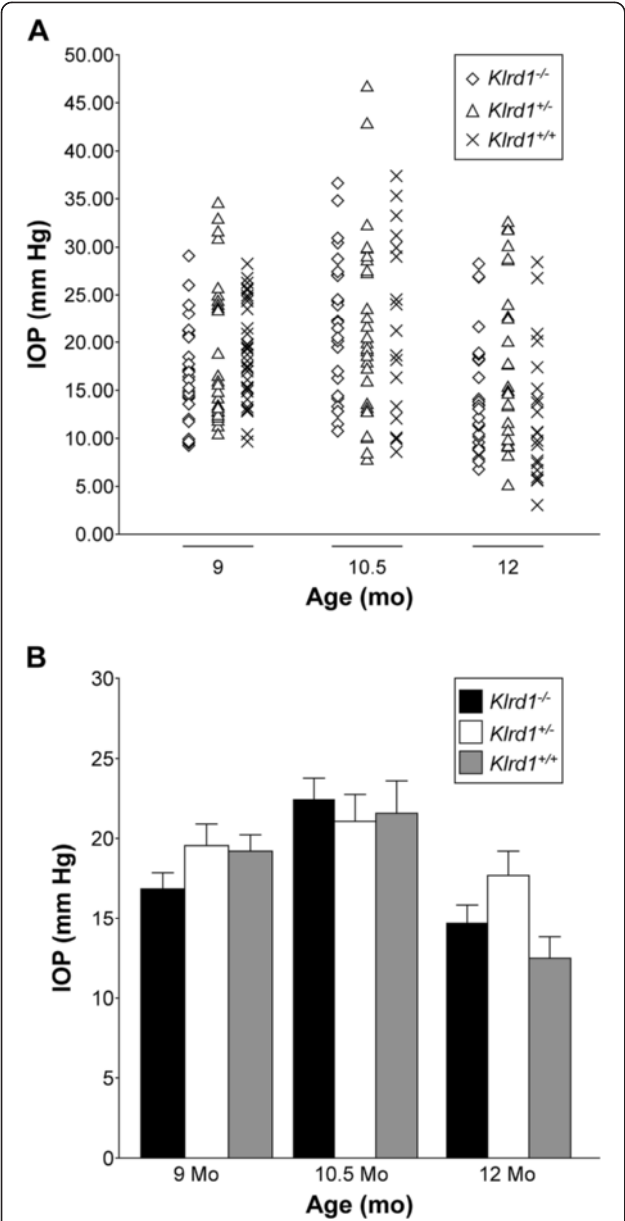 A
50.00
45.00
40.00
35.00
30.00
25.00
20.00
15.00
10.00
5.00
0.00
IOP (mm Hg)
Klrd1-/-
Klrd1+/-
Klrd1+/+
9 10.5 12
Age (mo)
B
30
25
20
15
10
5
0
IOP (mm Hg)
Klrd1-/-
Klrd1+/-
Klrd1+/+
9 Mo 10.5 Mo 12 Mo
Age (mo)